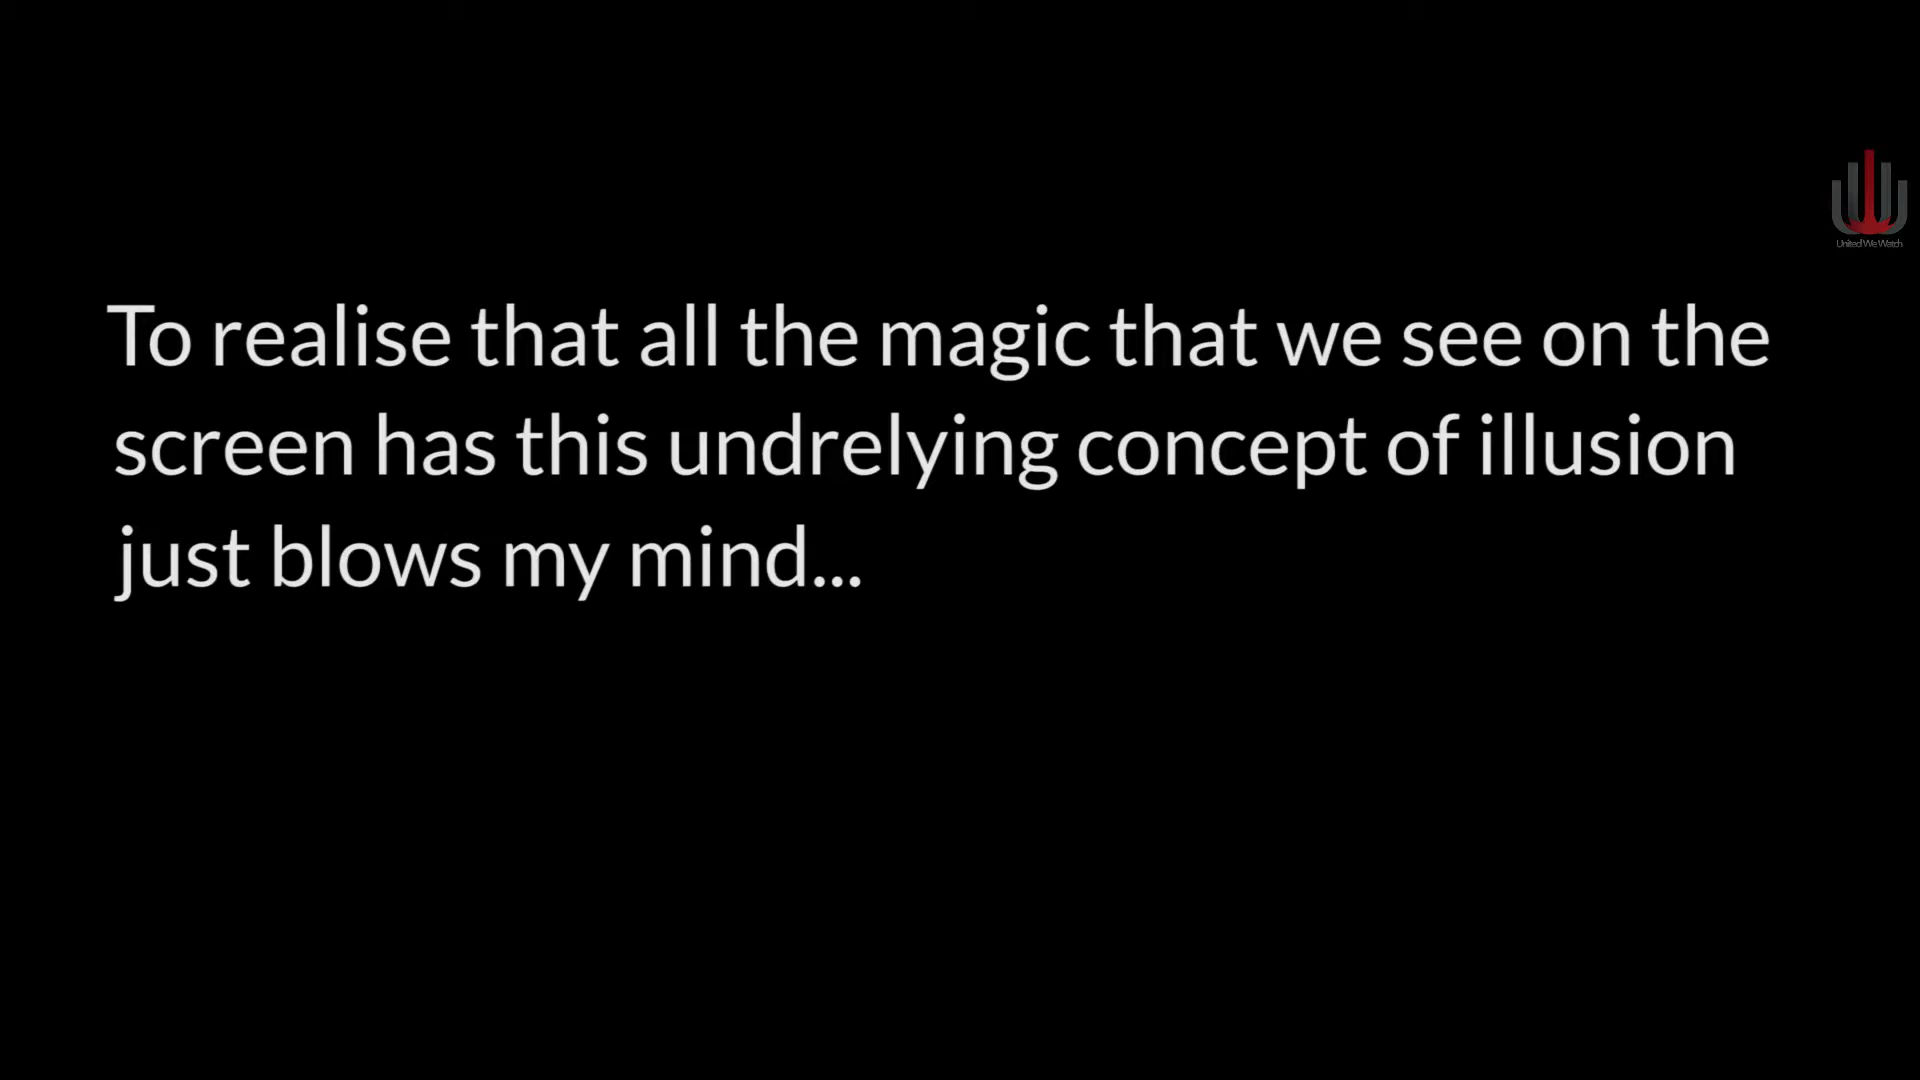 United We Watch
To realise that all the magic that we see on the
screen has this undrelying concept of illusion
just blows my mind...